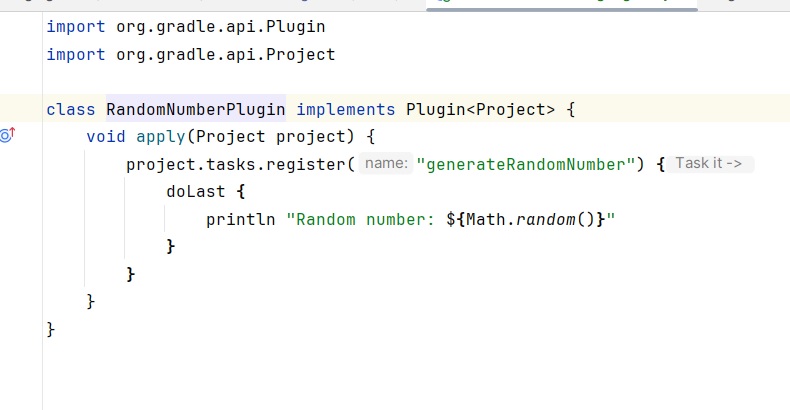 import org.gradle.api.Plugin
import org.gradle.api.Project
class RandomNumberPlugin implements Plugin<Project> {
void apply(Project project) {
project.tasks.register( name: "generateRandomNumber") { Task it ->
doLast {
println "Random number: ${Math.random()}"
}
}
}
}